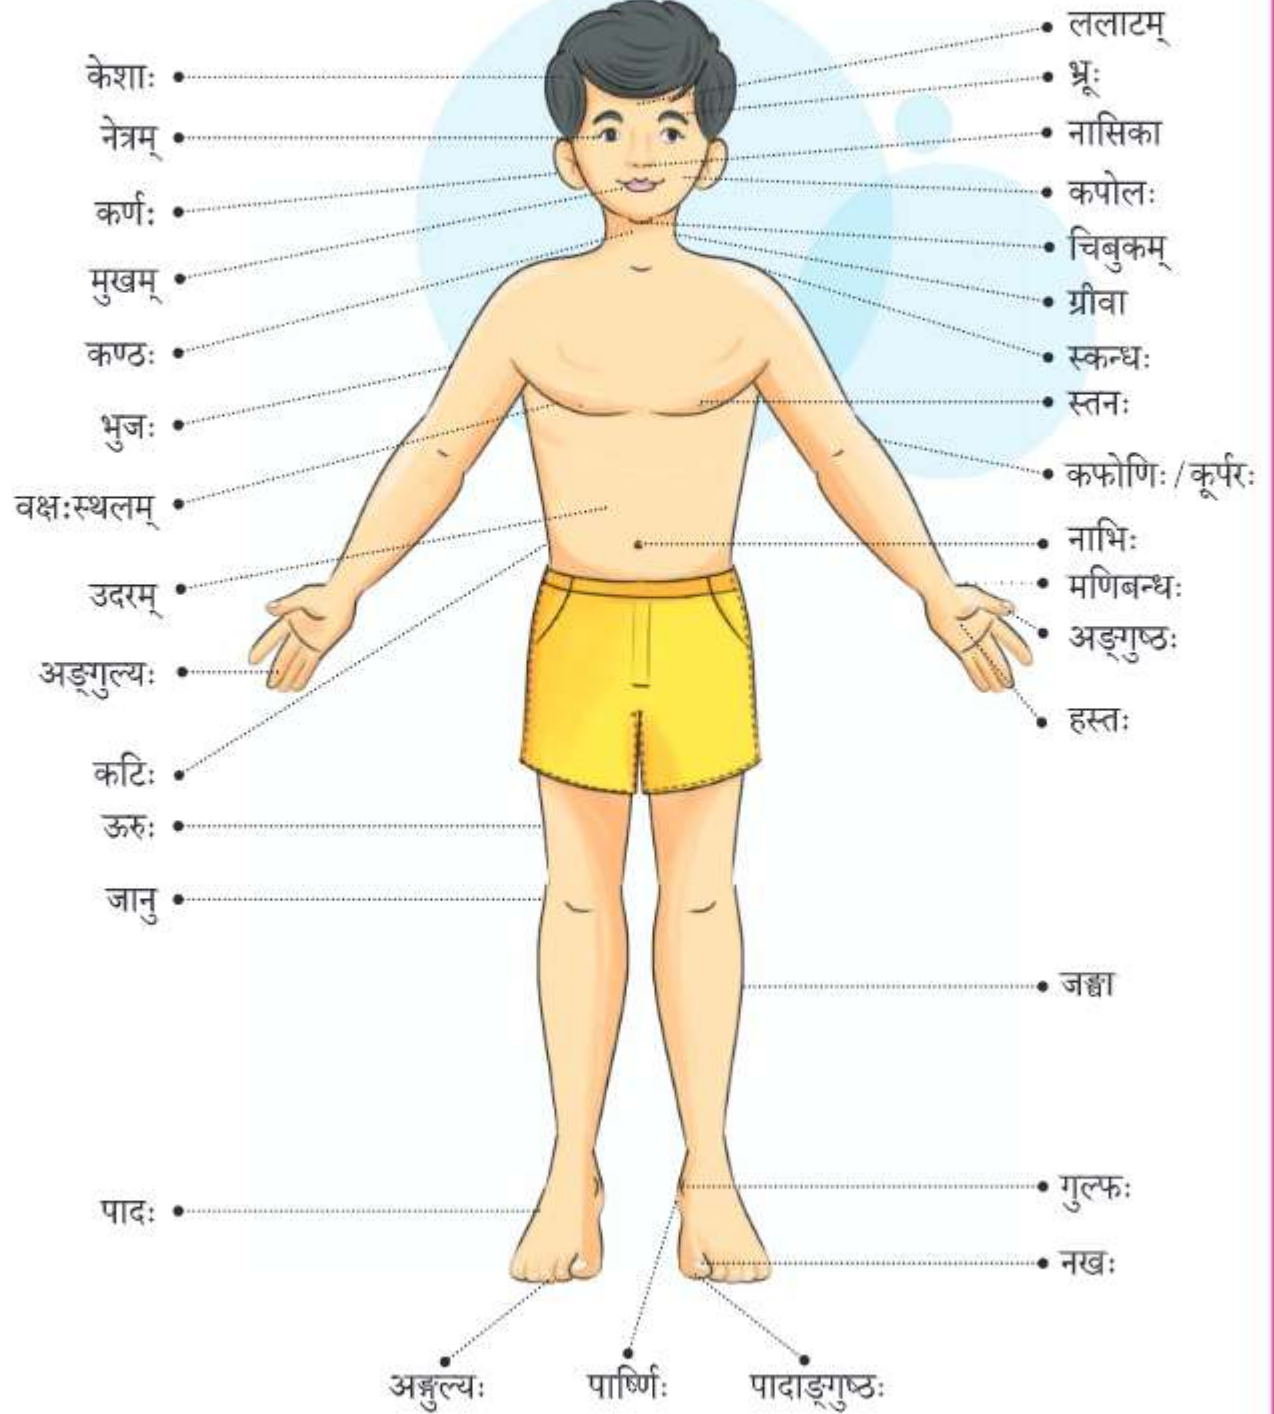 केशाः
नेत्रम्
कर्णः
मुखम्
कण्ठः
भुजः
वक्षःस्थलम्
उदरम्
अङ्गुल्यः
कटिः
ऊरुः
जानु
पादः
ललाटम्
भ्रूः
नासिका
कपोलः
चिबुकम्
ग्रीवा
स्कन्धः
स्तनः
कफोणिः / कूर्परः
नाभिः
मणिबन्धः
अङ्गुष्ठः
हस्तः
जङ्घा
गुल्फः
नखः
अङ्गुल्यः
पार्ष्णिः
पादाङ्गुष्ठः